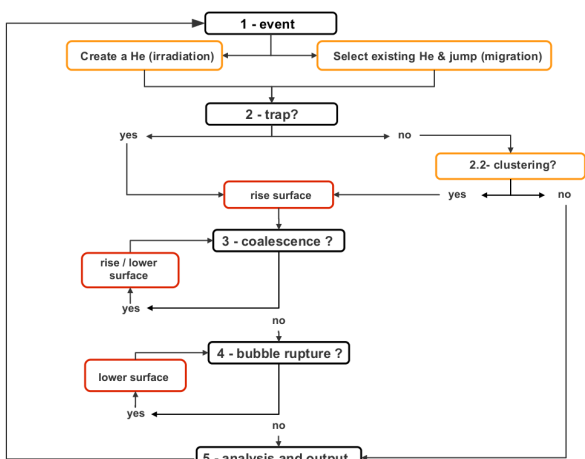 1 - event
Create a He (irradiation)
Select existing He & jump (migration)
2 - trap?
yes
no
2.2- clustering?
rise surface
yes
no
3 - coalescence ?
rise / lower
surface
yes
no
4 - bubble rupture ?
lower surface
yes
no
5 - analysis and output